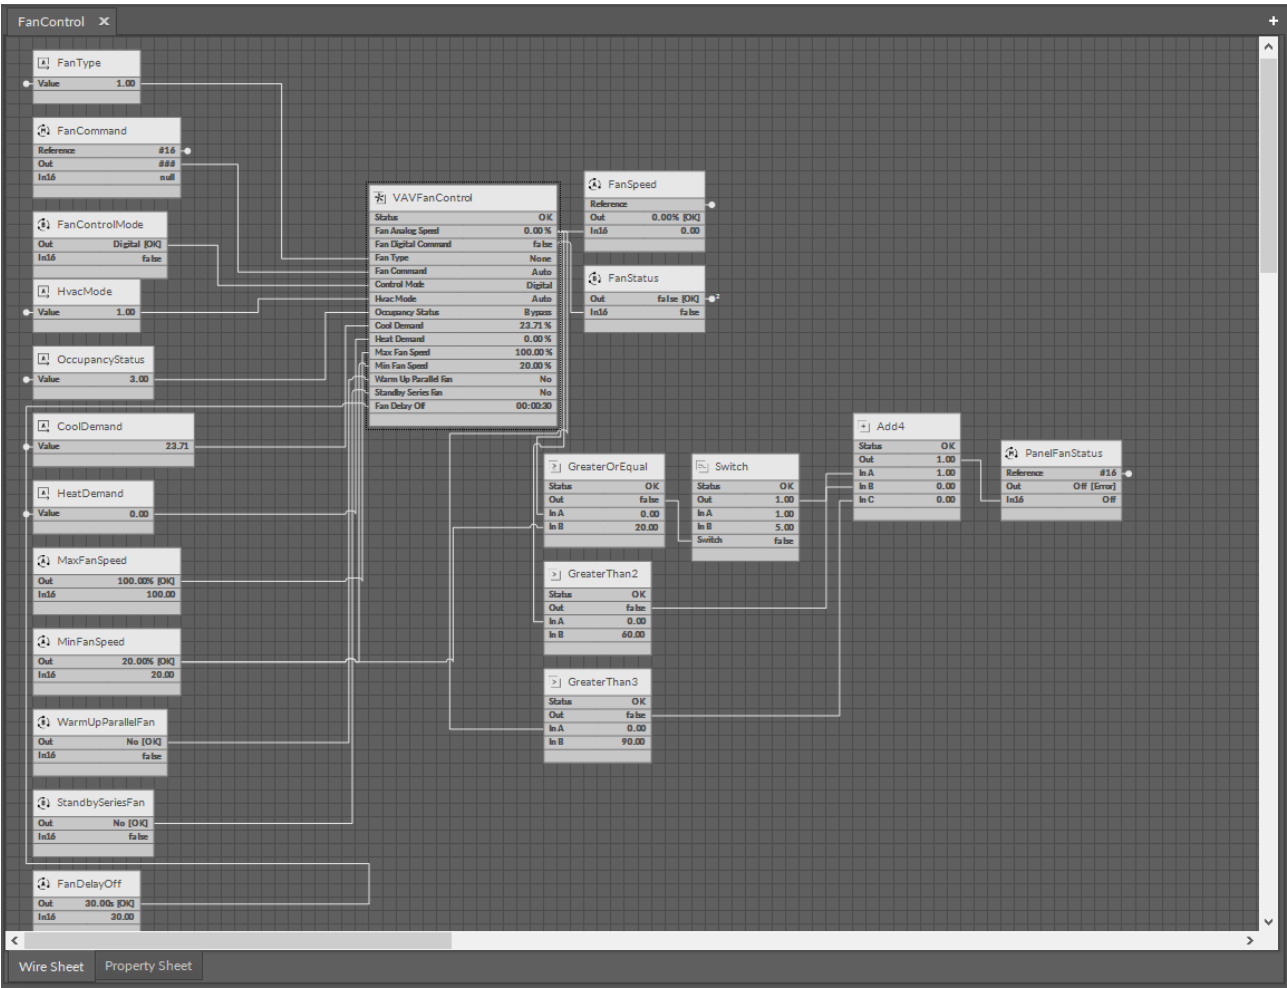 FanControl ×
+
FanType
Value 1.00
FanCommand
Reference #16
Out ###
In16 null
FanControlMode
Out Digital [OK]
In16 false
HvacMode
Value 1.00
OccupancyStatus
Value 3.00
CoolDemand
Value 23.71
HeatDemand
Value 0.00
MaxFanSpeed
Out 100.00% [OK]
In16 100.00
MinFanSpeed
Out 20.00% [OK]
In16 20.00
WarmUpParallelFan
Out No [OK]
In16 false
StandbySeriesFan
Out No [OK]
In16 false
FanDelayOff
Out 30.00s [OK]
In16 30.00
VAVFanControl
Status OK
Fan Analog Speed 0.00 %
Fan Digital Command false
Fan Type None
Fan Command Auto
Control Mode Digital
Hvac Mode Auto
Occupancy Status Bypass
Cool Demand 23.71 %
Heat Demand 0.00 %
Max Fan Speed 100.00 %
Min Fan Speed 20.00 %
Warm Up Parallel Fan No
Standby Series Fan No
Fan Delay Off 00:00:30
FanSpeed
Reference
Out 0.00% [OK]
In16 0.00
FanStatus
Out false [OK] 2
In16 false
GreaterOrEqual
Status OK
Out false
In A 0.00
In B 20.00
GreaterThan2
Status OK
Out false
In A 0.00
In B 60.00
GreaterThan3
Status OK
Out false
In A 0.00
In B 90.00
Switch
Status OK
Out 1.00
In A 1.00
In B 5.00
Switch false
Add4
Status OK
Out 1.00
In A 1.00
In B 0.00
In C 0.00
PanelFanStatus
Reference #16
Out Off [Error]
In16 Off
Wire Sheet Property Sheet